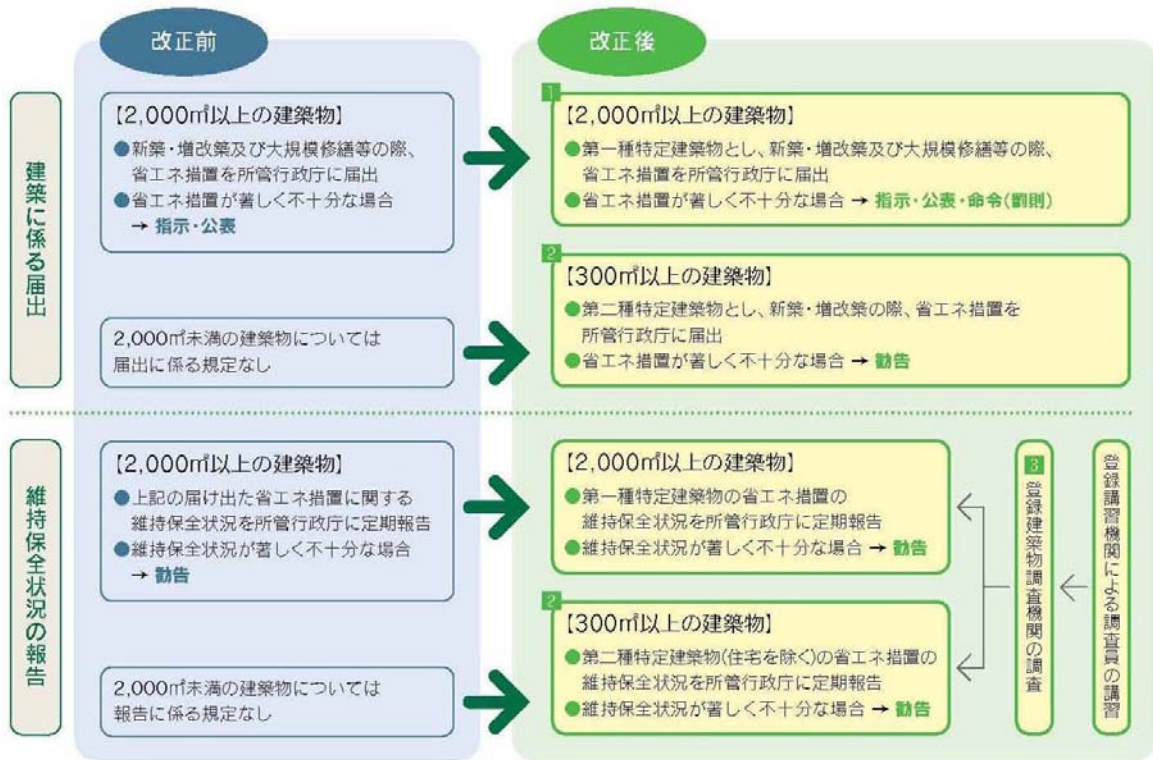 改正前
改正後
建築に係る届出
【2,000㎡以上の建築物】
●新築・増改築及び大規模修繕等の際、
省エネ措置を所管行政庁に届出
●省エネ措置が著しく不十分な場合
→ 指示・公表
1
【2,000㎡以上の建築物】
●第一種特定建築物とし、新築・増改築及び大規模修繕等の際、
省エネ措置を所管行政庁に届出
●省エネ措置が著しく不十分な場合 → 指示・公表・命令(罰則)
2,000㎡未満の建築物については
届出に係る規定なし
2
【300㎡以上の建築物】
●第二種特定建築物とし、新築・増改築の際、省エネ措置を
所管行政庁に届出
●省エネ措置が著しく不十分な場合 → 勧告
維持保全状況の報告
【2,000㎡以上の建築物】
●上記の届け出た省エネ措置に関する
維持保全状況を所管行政庁に定期報告
●維持保全状況が著しく不十分な場合
→ 勧告
【2,000㎡以上の建築物】
●第一種特定建築物の省エネ措置の
維持保全状況を所管行政庁に定期報告
●維持保全状況が著しく不十分な場合 → 勧告
2,000㎡未満の建築物については
報告に係る規定なし
2
【300㎡以上の建築物】
●第二種特定建築物(住宅を除く)の省エネ措置の
維持保全状況を所管行政庁に定期報告
●維持保全状況が著しく不十分な場合 → 勧告
3 登録建築物調査機関の調査
登録講習機関による調査員の講習